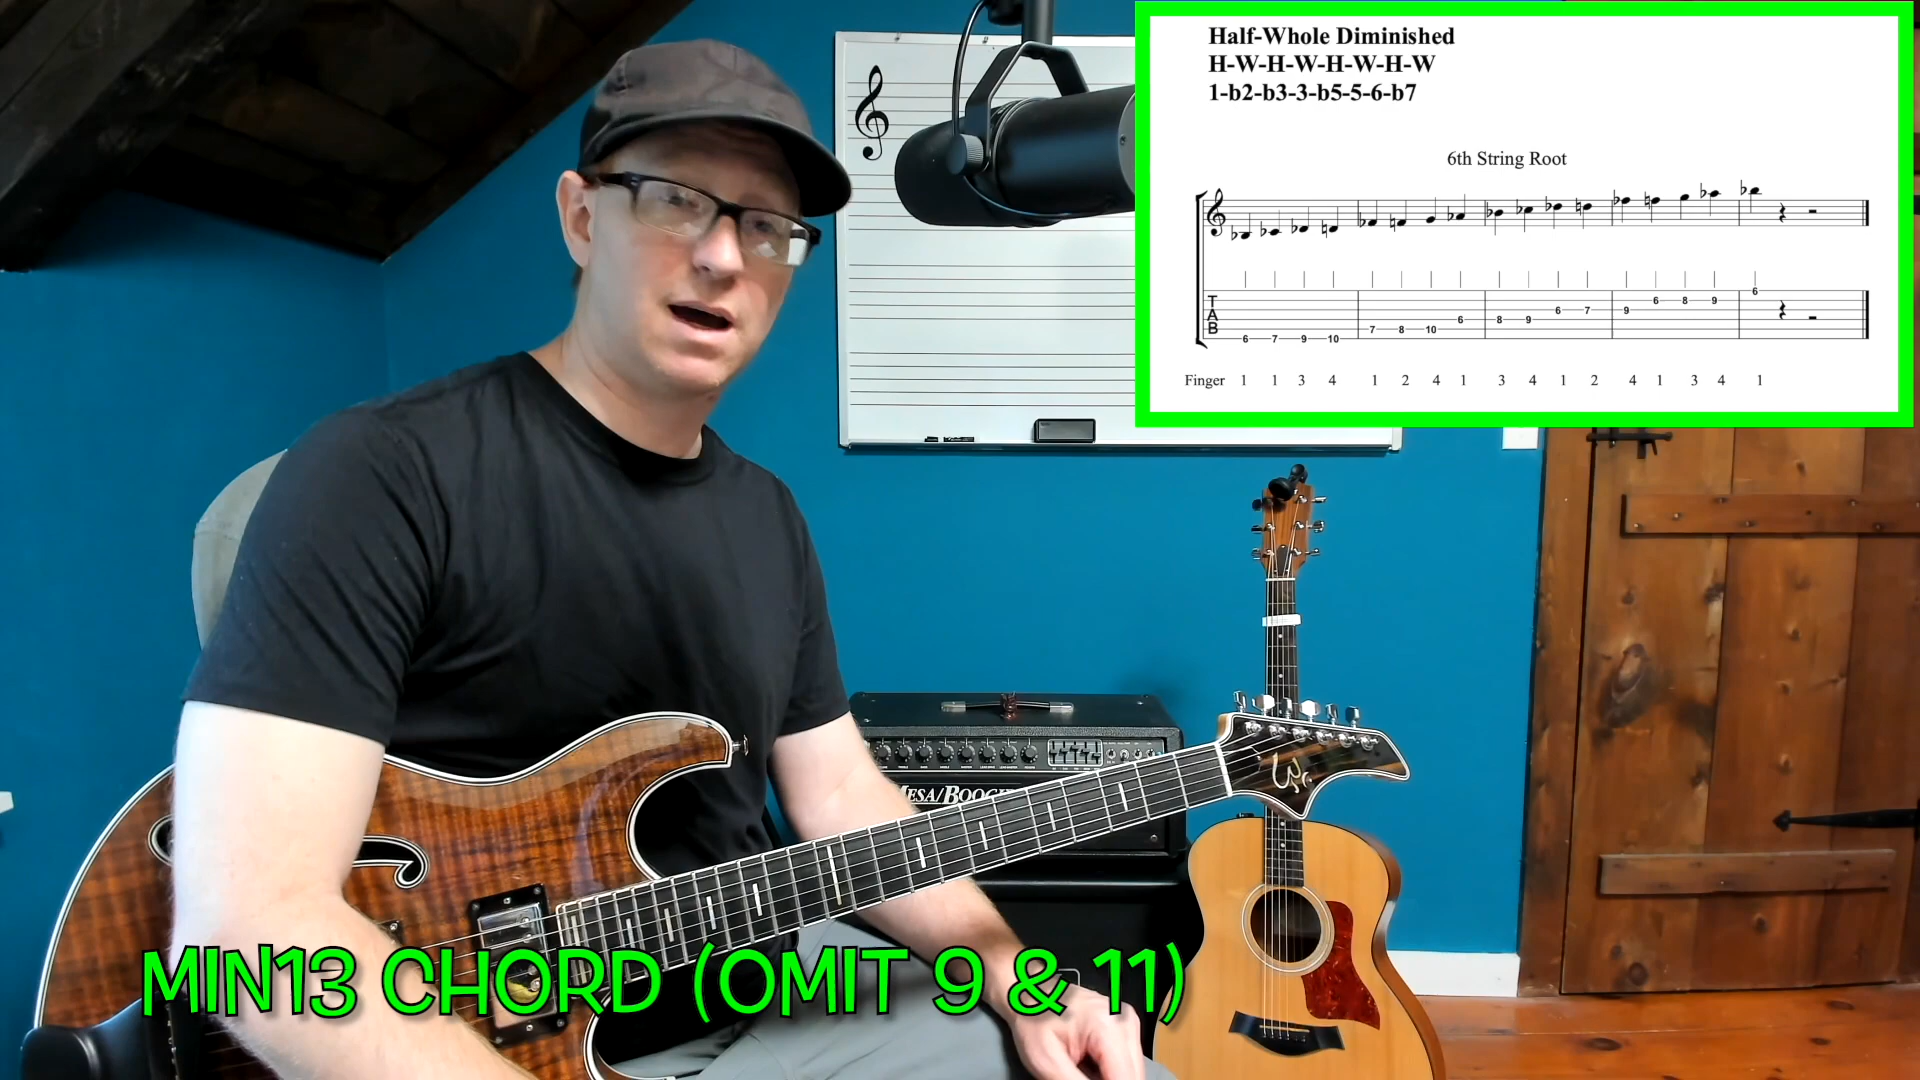 Half-Whole Diminished
H-W-H-W-H-W-H-W
1-b2-b3-3-b5-5-6-b7
6th String Root
T
A
B
6 7 9 10 7 8 10 6 8 9 6 7 9 6 8 9 6
Finger 1 1 3 4 1 2 4 1 3 4 1 2 4 1 3 4 1
MESA/BOOGIE
MIN13 CHORD (OMIT 9 & 11)